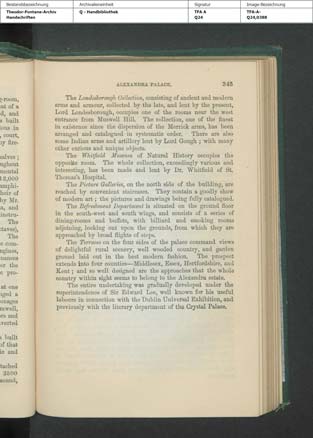 Bestandsbezeichnung Archivalieneinheit Signatur Image-Bezeichnung
Theodor-Fontane-Archiv Q - Handbibliothek TFA A TFA-A-
Handschriften Q24 Q24,0388
ALEXANDRA PALACE. 345
The Londesborough Collection, consisting of ancient and modern
arms and armour, collected by the late, and lent by the present,
Lord Londesborough, occupies one of the rooms near the west
entrance from Muswell Hill. The collection, one of the finest
in existence since the dispersion of the Meyrick arms, has been
arranged and catalogued in systematic order. There are also
some Indian arms and artillery lent by Lord Gough; with many
other curious and unique objects.
The Whitfield Museum of Natural History occupies the
opposite room. The whole collection, exceedingly various and
interesting, has been made and lent by Dr. Whitfield of St.
Thomas's Hospital.
The Picture Galleries, on the north side of the building, are
reached by convenient staircases. They contain a goodly show
of modern art; the pictures and drawings being fully catalogued.
The Refreshment Department is situated on the ground floor
in the south-west and south wings, and consists of a series of
dining-rooms and buffets, with billiard and smoking rooms
adjoining, looking out upon the grounds, from which they are
approached by broad flights of steps.
The Terraces on the four sides of the palace command views
of delightful rural scenery, well wooded country, and garden
ground laid out in the best modern fashion. The prospect
extends into four counties—Middlesex, Essex, Hertfordshire, and
Kent; and so well designed are the approaches that the whole
country within sight seems to belong to the Alexandra estate.
The entire undertaking was gradually developed under the
superintendence of Sir Edward Lee, well known for his useful
labours in connexion with the Dublin Universal Exhibition, and
previously with the literary department of the Crystal Palace.